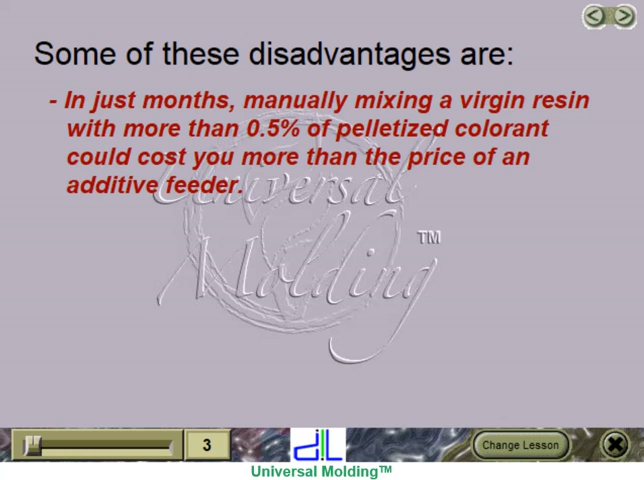 Some of these disadvantages are:
- In just months, manually mixing a virgin resin
with more than 0.5% of pelletized colorant
could cost you more than the price of an
additive feeder.
Universal
Molding
TM
3
diL
Change Lesson
Universal Molding™